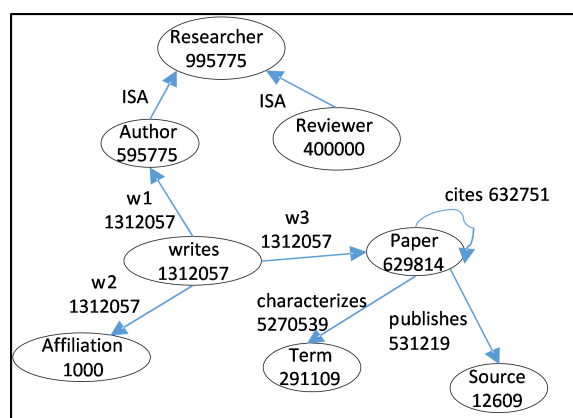 Researcher
995775
ISA
ISA
Author
595775
Reviewer
400000
w1
1312057
cites 632751
w3
1312057
writes
1312057
Paper
629814
w2
1312057
characterizes
5270539
publishes
531219
Affiliation
1000
Term
291109
Source
12609